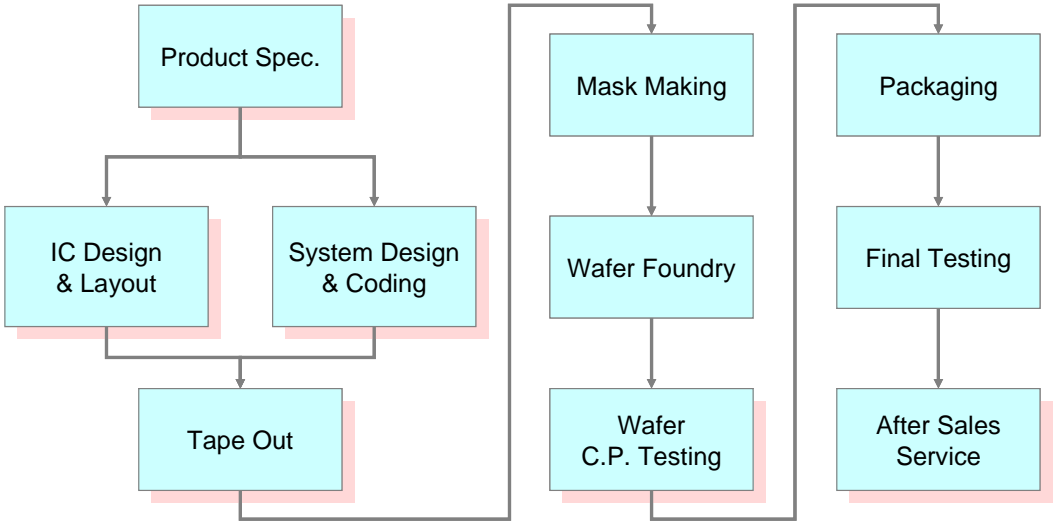 Product Spec.
IC Design
& Layout
System Design
& Coding
Tape Out
Mask Making
Wafer Foundry
Wafer
C.P. Testing
Packaging
Final Testing
After Sales
Service